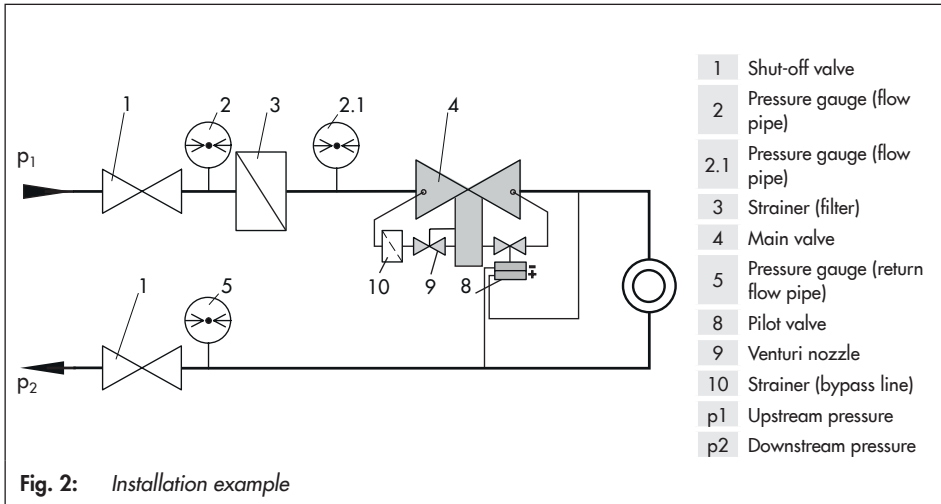 1
2
3
2.1
4
p1
10
9
8
-
+
1
5
p2
1 Shut-off valve
2 Pressure gauge (flow
pipe)
2.1 Pressure gauge (flow
pipe)
3 Strainer (filter)
4 Main valve
5 Pressure gauge (return
flow pipe)
8 Pilot valve
9 Venturi nozzle
10 Strainer (bypass line)
p1 Upstream pressure
p2 Downstream pressure
Fig. 2: Installation example